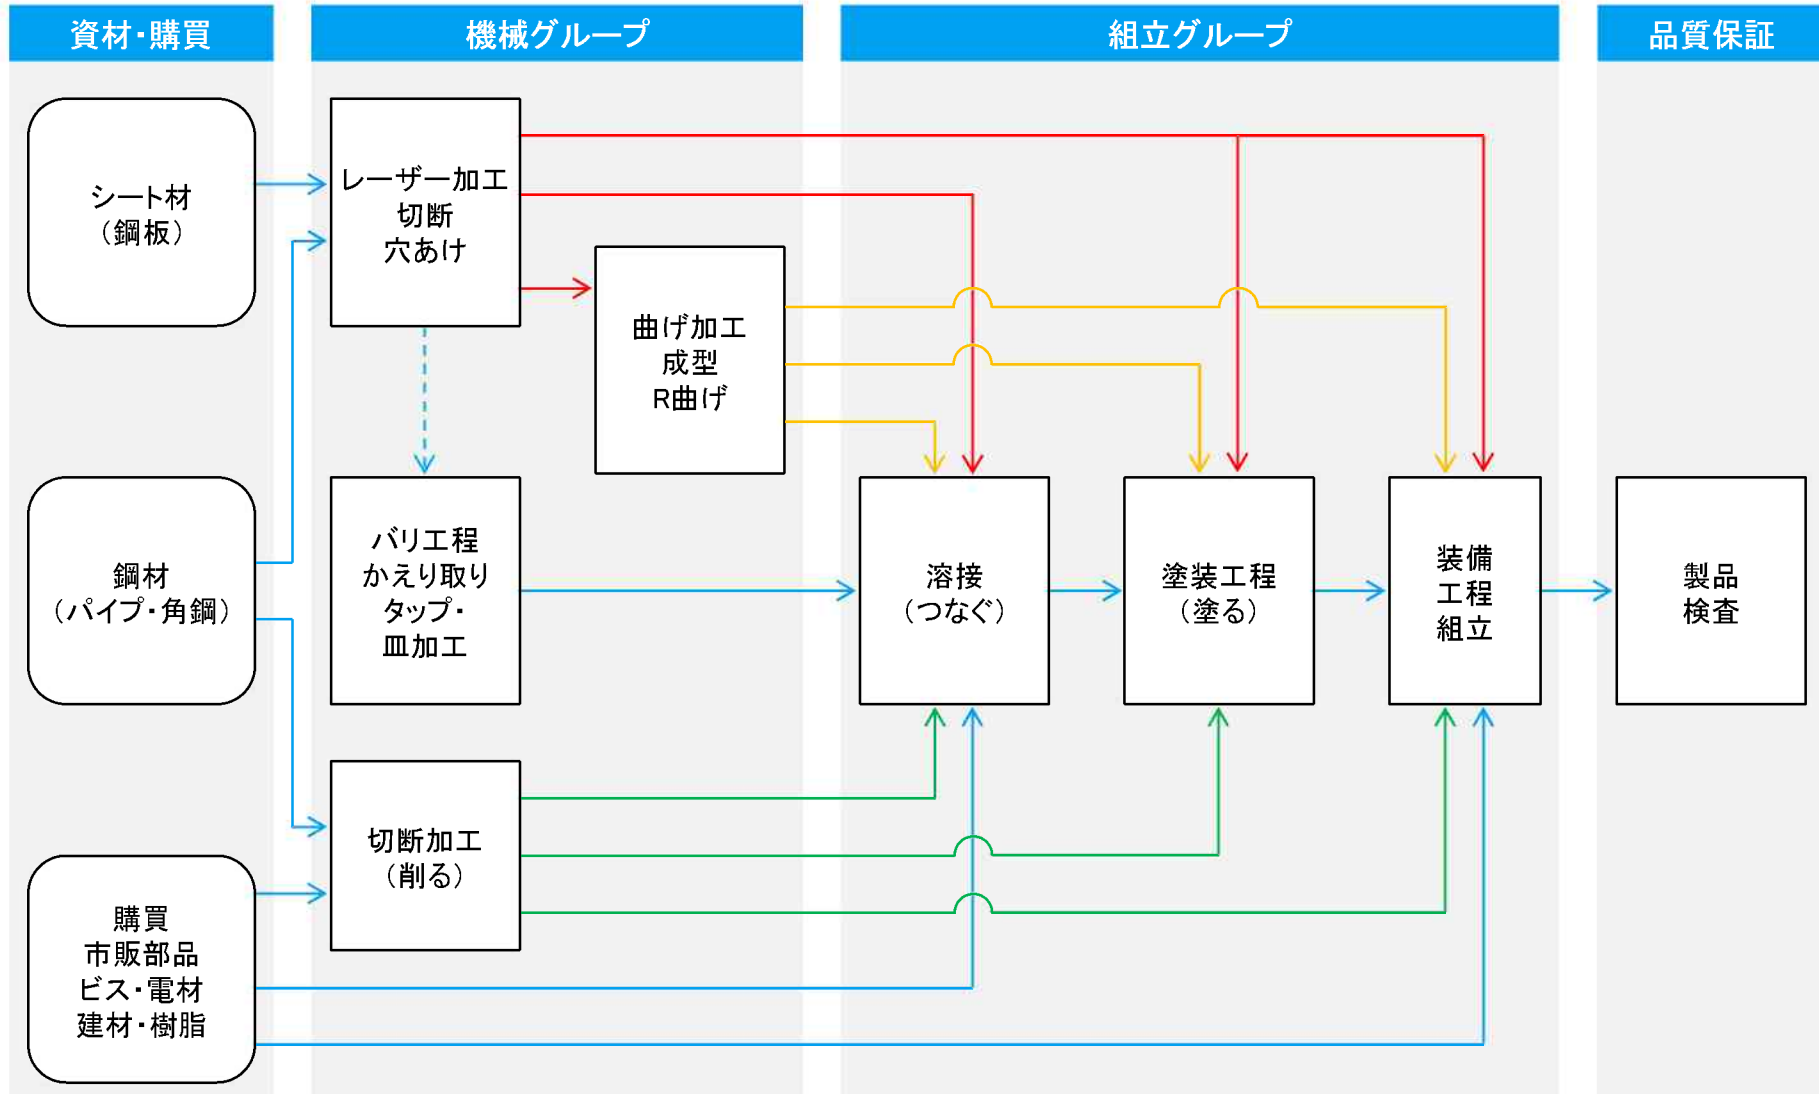 資材・購買
機械グループ
組立グループ
品質保証
シート材
（鋼板）
レーザー加工
切断
穴あけ
曲げ加工
成型
R曲げ
鋼材
（パイプ・角鋼）
バリ工程
かえり取り
タップ・
皿加工
溶接
（つなぐ）
塗装工程
（塗る）
装備
工程
組立
製品
検査
切断加工
（削る）
購買
市販部品
ビス・電材
建材・樹脂